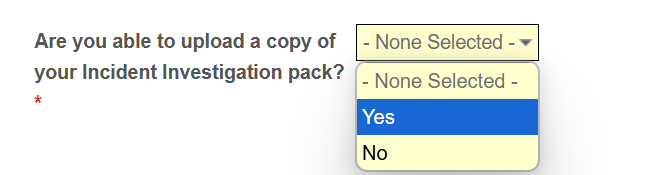 Are you able to upload a copy of
your Incident Investigation pack?
*
- None Selected -
- None Selected -
Yes
No